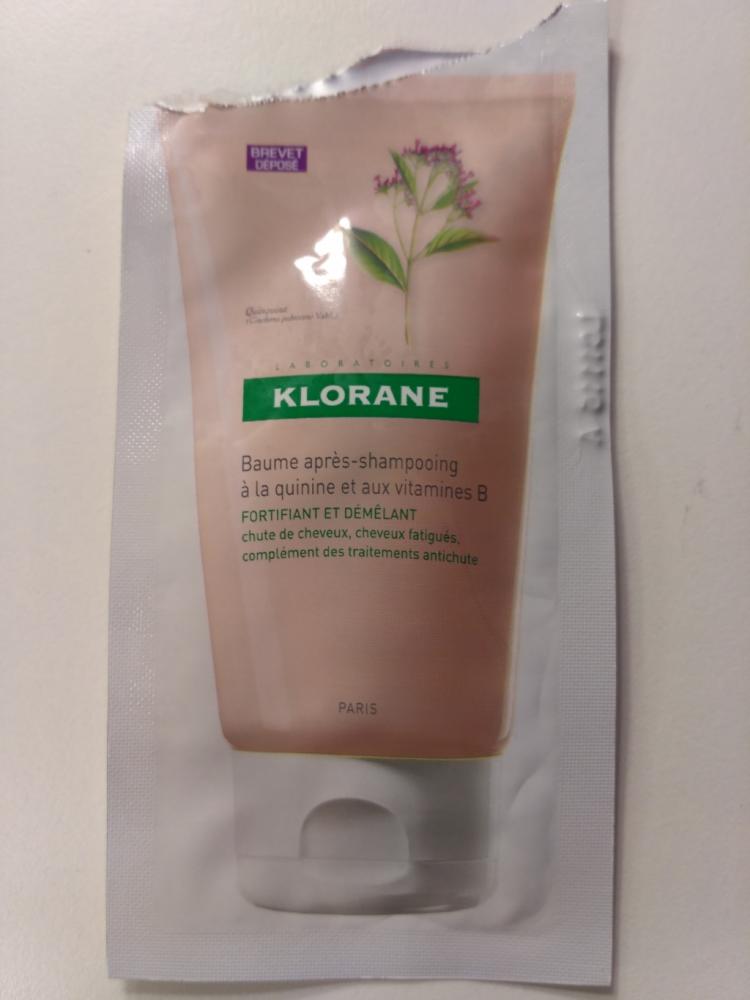 BREVET
DÉPOSÉ
Quinquina
LABORATOIRES
KLORANE
Baume après-shampooing
à la quinine et aux vitamines B
FORTIFIANT ET DÉMÊLANT
chute de cheveux, cheveux fatigués,
complément des traitements antichute
PARIS